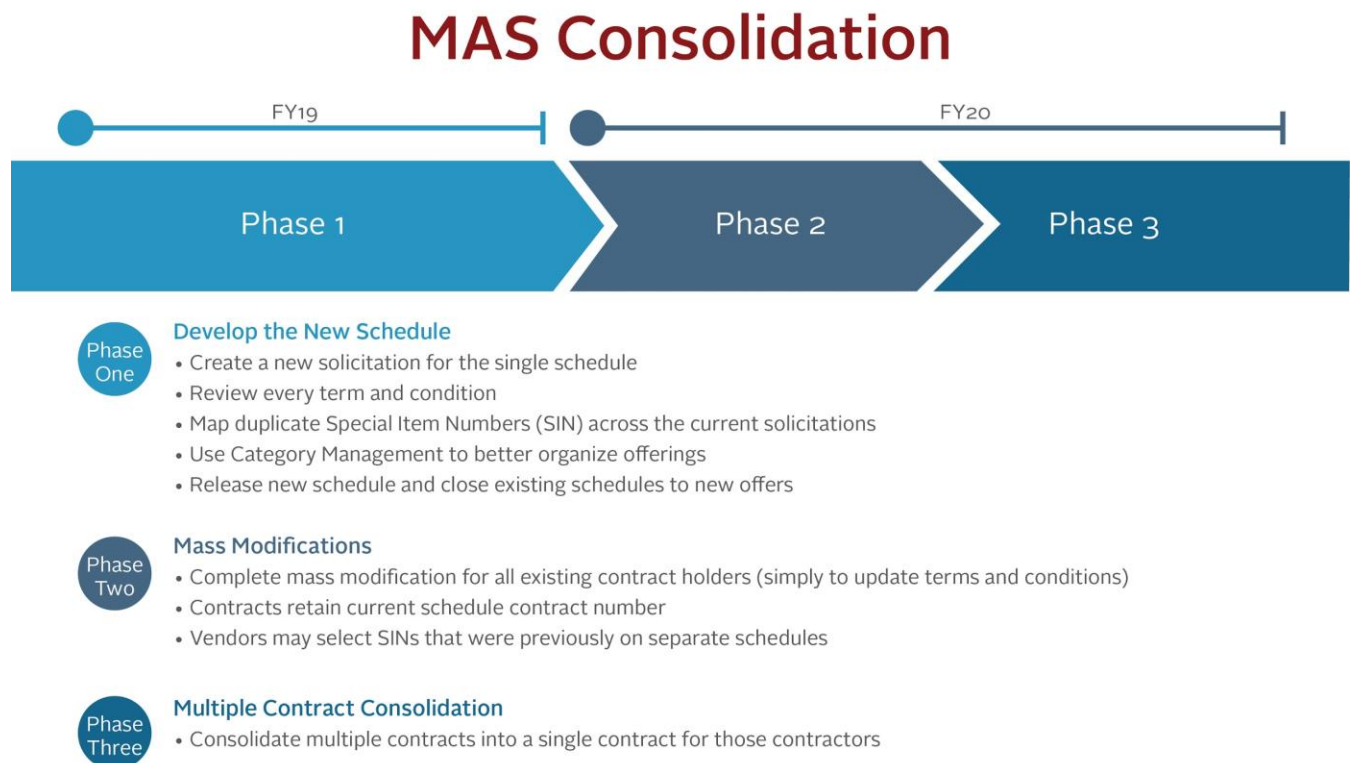 MAS Consolidation
FY19
FY20
Phase 1
Phase 2
Phase 3
Phase
One
Develop the New Schedule
• Create a new solicitation for the single schedule
• Review every term and condition
• Map duplicate Special Item Numbers (SIN) across the current solicitations
• Use Category Management to better organize offerings
• Release new schedule and close existing schedules to new offers
Phase
Two
Mass Modifications
• Complete mass modification for all existing contract holders (simply to update terms and conditions)
• Contracts retain current schedule contract number
• Vendors may select SINs that were previously on separate schedules
Phase
Three
Multiple Contract Consolidation
• Consolidate multiple contracts into a single contract for those contractors